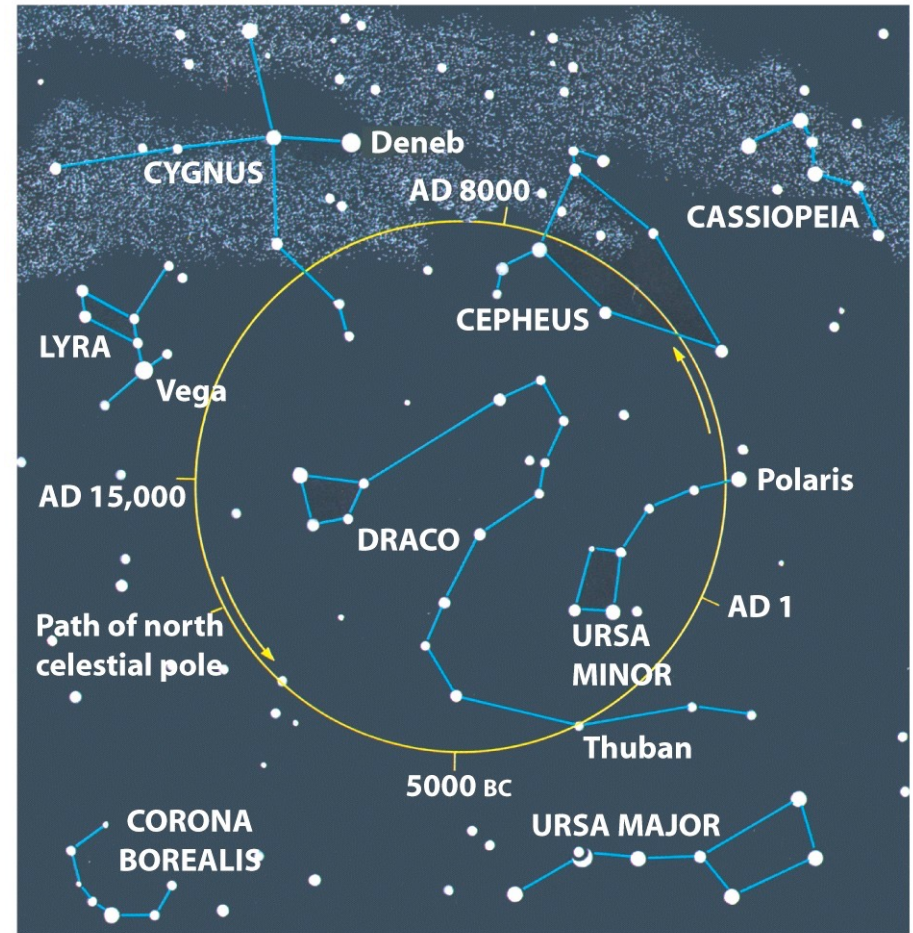 Deneb
CYGNUS
AD 8000
CASSIOPEIA
CEPHEUS
LYRA
Vega
Polaris
AD 15,000
DRACO
AD 1
Path of north
celestial pole
URSA
MINOR
Thuban
5000 BC
CORONA
BOREALIS
URSA MAJOR